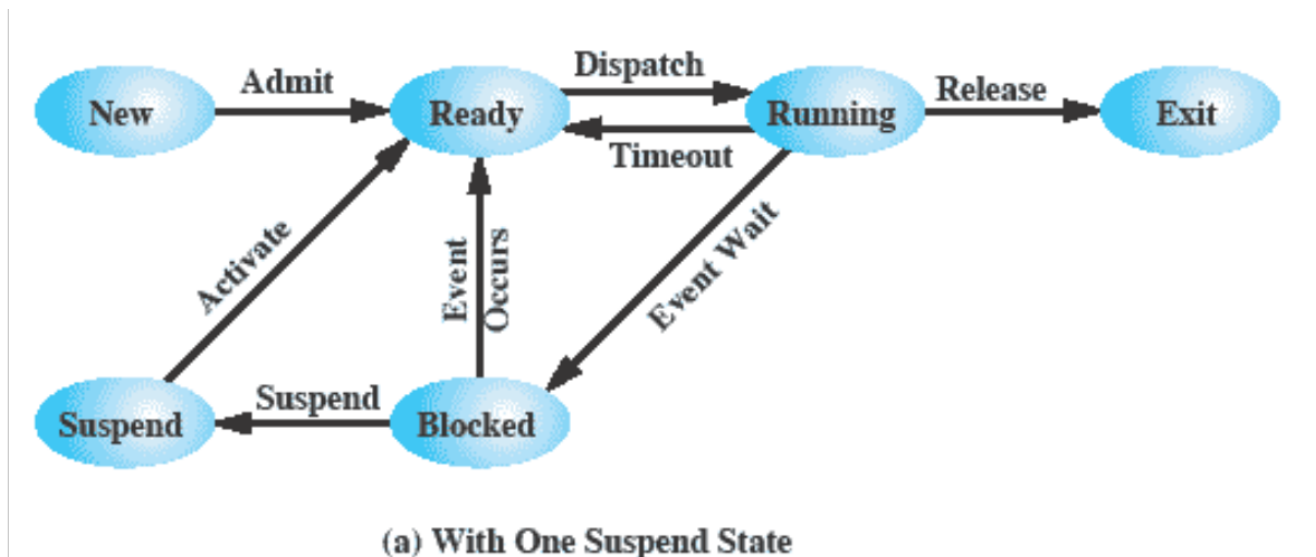 Dispatch
Admit
Release
New
Ready
Running
Exit
Timeout
Activate
Event
Occurs
Event Wait
Suspend
Suspend
Blocked
(a) With One Suspend State